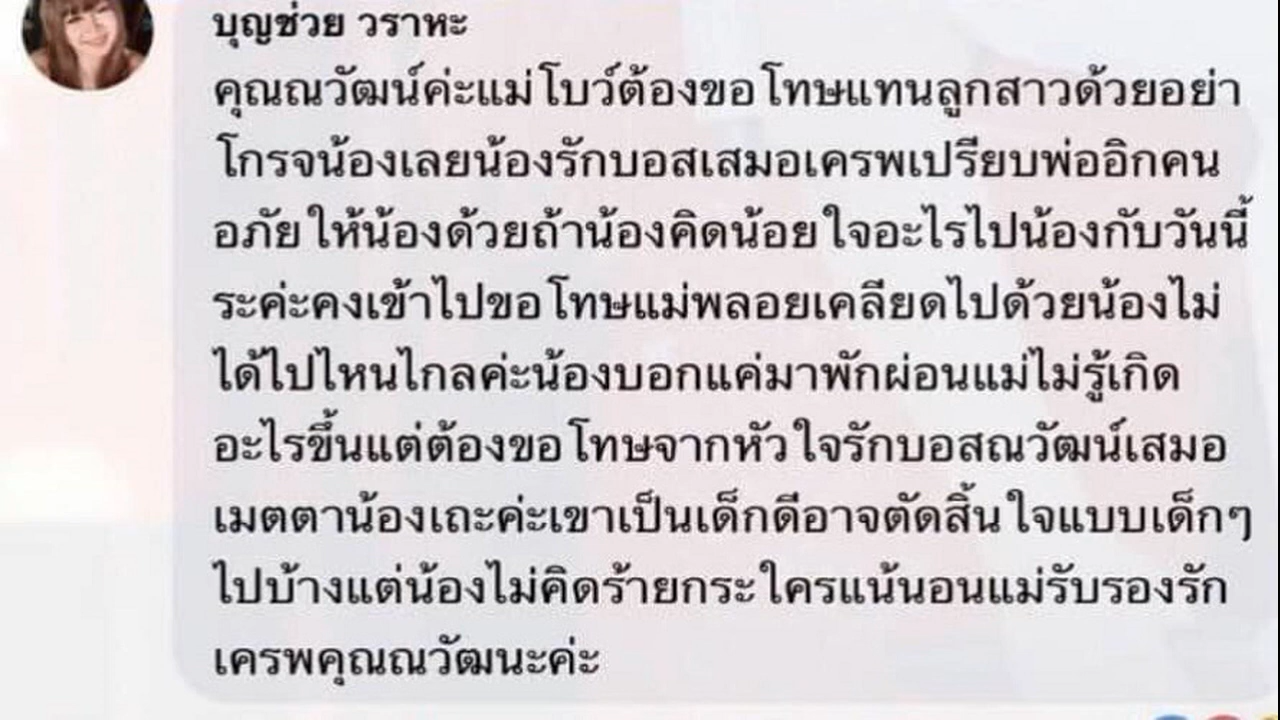 บุญช่วย วราหะ
คุณณวัฒน์ค่ะแม่โบว์ต้องขอโทษแทนลูกสาวด้วยอย่า
โกรจน้องเลยน้องรักบอสเสมอเครพเปรียบพ่ออิกคน
อภัยให้น้องด้วยถ้าน้องคิดน้อยใจอะไรไปน้องกับวันนี้
ระค่ะคงเข้าไปขอโทษแม่พลอยเคลียดไปด้วยน้องไม่
ได้ไปไหนไกลค่ะน้องบอกแค่มาพักผ่อนแม่ไม่รู้เกิด
อะไรขึ้นแต่ต้องขอโทษจากหัวใจรักบอสณวัฒน์เสมอ
เมตตาน้องเถะค่ะเขาเป็นเด็กดีอาจตัดสิ้นใจแบบเด็กๆ
ไปบ้างแต่น้องไม่คิดร้ายกระใครแน้นอนแม่รับรองรัก
เครพคุณณวัฒนะค่ะ